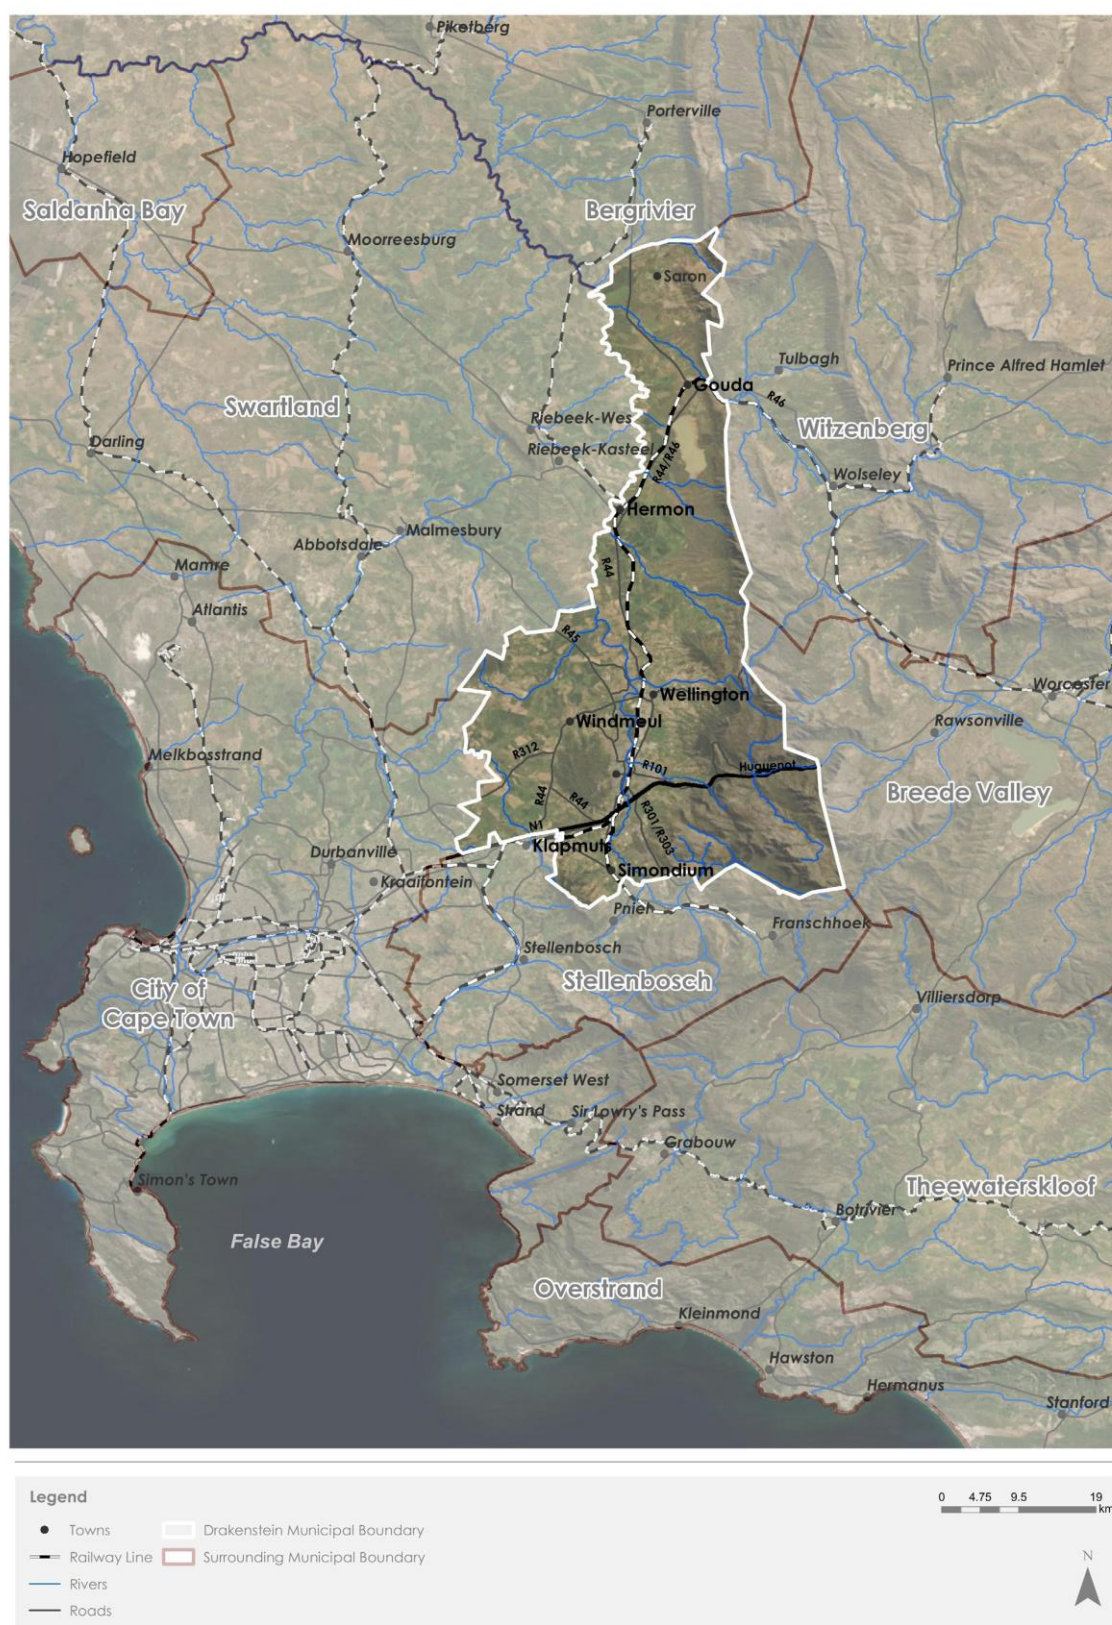 Piketberg
Porterville
Hopefield
Saldanha Bay
Bergrivier
Moorreesburg
Saron
Tulbagh
Prince Alfred Hamlet
Gouda
R46
Swartland
Riebeek-Wes
Witzenberg
Darling
Riebeek-Kasteel
R44/R46
Wolseley
Hermon
Malmesbury
Abbotsdale
Mamre
R44
Atlantis
R45
Worcester
Wellington
Windmeul
Rawsonville
Melkbosstrand
R312
R101
Huguenot
Breede Valley
R44
R44
R301/R303
N1
Klapmuts
Durbanville
Simondium
Kraaifontein
Pniel
Franschhoek
Stellenbosch
Stellenbosch
City of
Cape Town
Villiersdorp
Somerset West
Strand
Sir Lowry's Pass
Grabouw
Simon's Town
Theewaterskloof
Botrivier
False Bay
Overstrand
Kleinmond
Hawston
Hermanus
Stanford
Legend
Towns
Drakenstein Municipal Boundary
Railway Line
Surrounding Municipal Boundary
Rivers
Roads
0 4.75 9.5 19
km
N